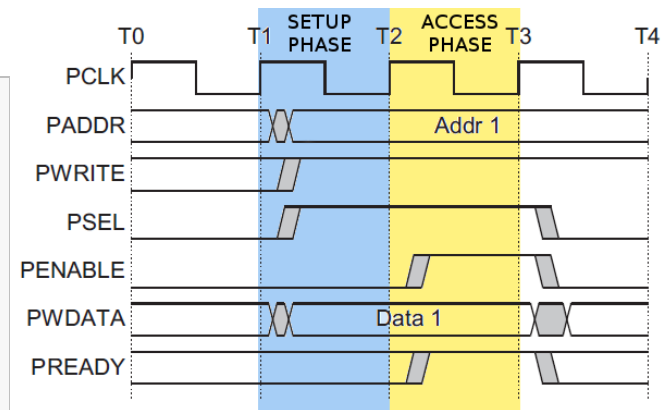 SETUP PHASE
ACCESS PHASE
T0 T1 T2 T3 T4
PCLK
PADDR Addr 1
PWRITE
PSEL
PENABLE
PWDATA Data 1
PREADY